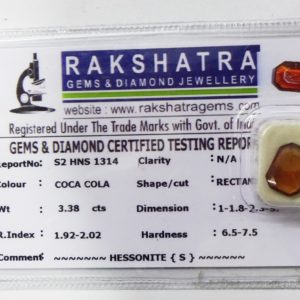 RAKSHATRA
GEMS & DIAMOND JEWELLERY
website : www.rakshatragems.com
Registered Under The Trade Marks with Govt. of
GEMS & DIAMOND CERTIFIED TESTING REPORT
ReportNo: S2 HNS 1314 Clarity : N/A
Colour : COCA COLA Shape/cut :
Wt : 3.38 cts Dimension :
R.Index : 1.92-2.02 Hardness : 6.5-7.5
Comment : ~~~~~~~ HESSONITE { S } ~~~~~~~